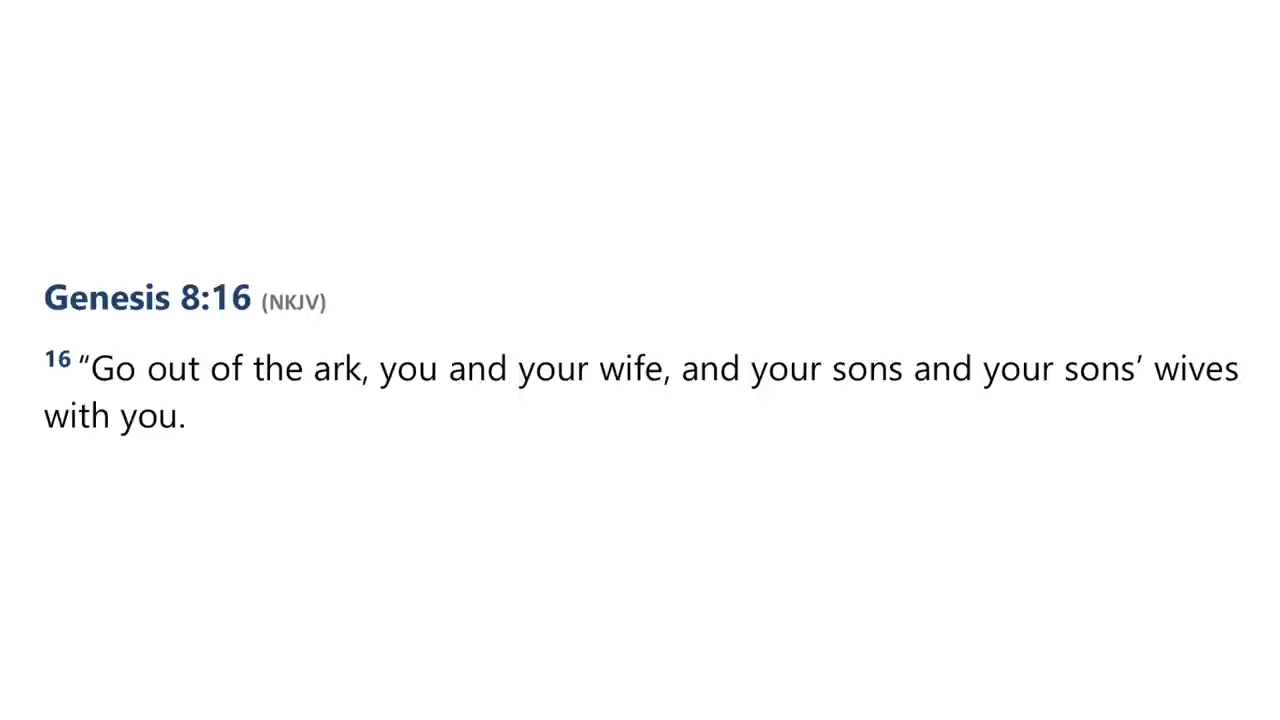 Genesis 8:16 (NKJV)
16 “Go out of the ark, you and your wife, and your sons and your sons’ wives
with you.